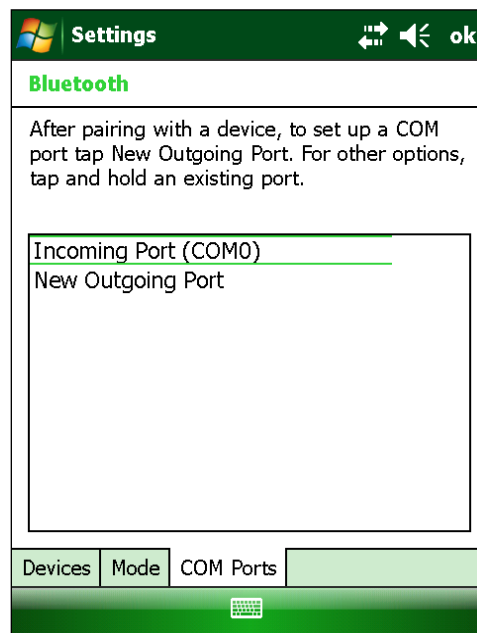 Settings ok
Bluetooth
After pairing with a device, to set up a COM
port tap New Outgoing Port. For other options,
tap and hold an existing port.
Incoming Port (COM0)
New Outgoing Port
Devices Mode COM Ports